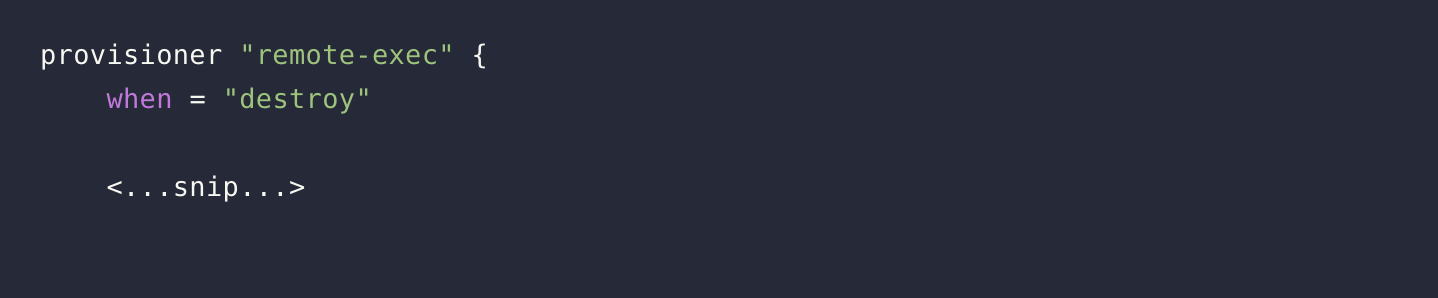 provisioner "remote-exec" {
    when = "destroy"
    <...snip...>